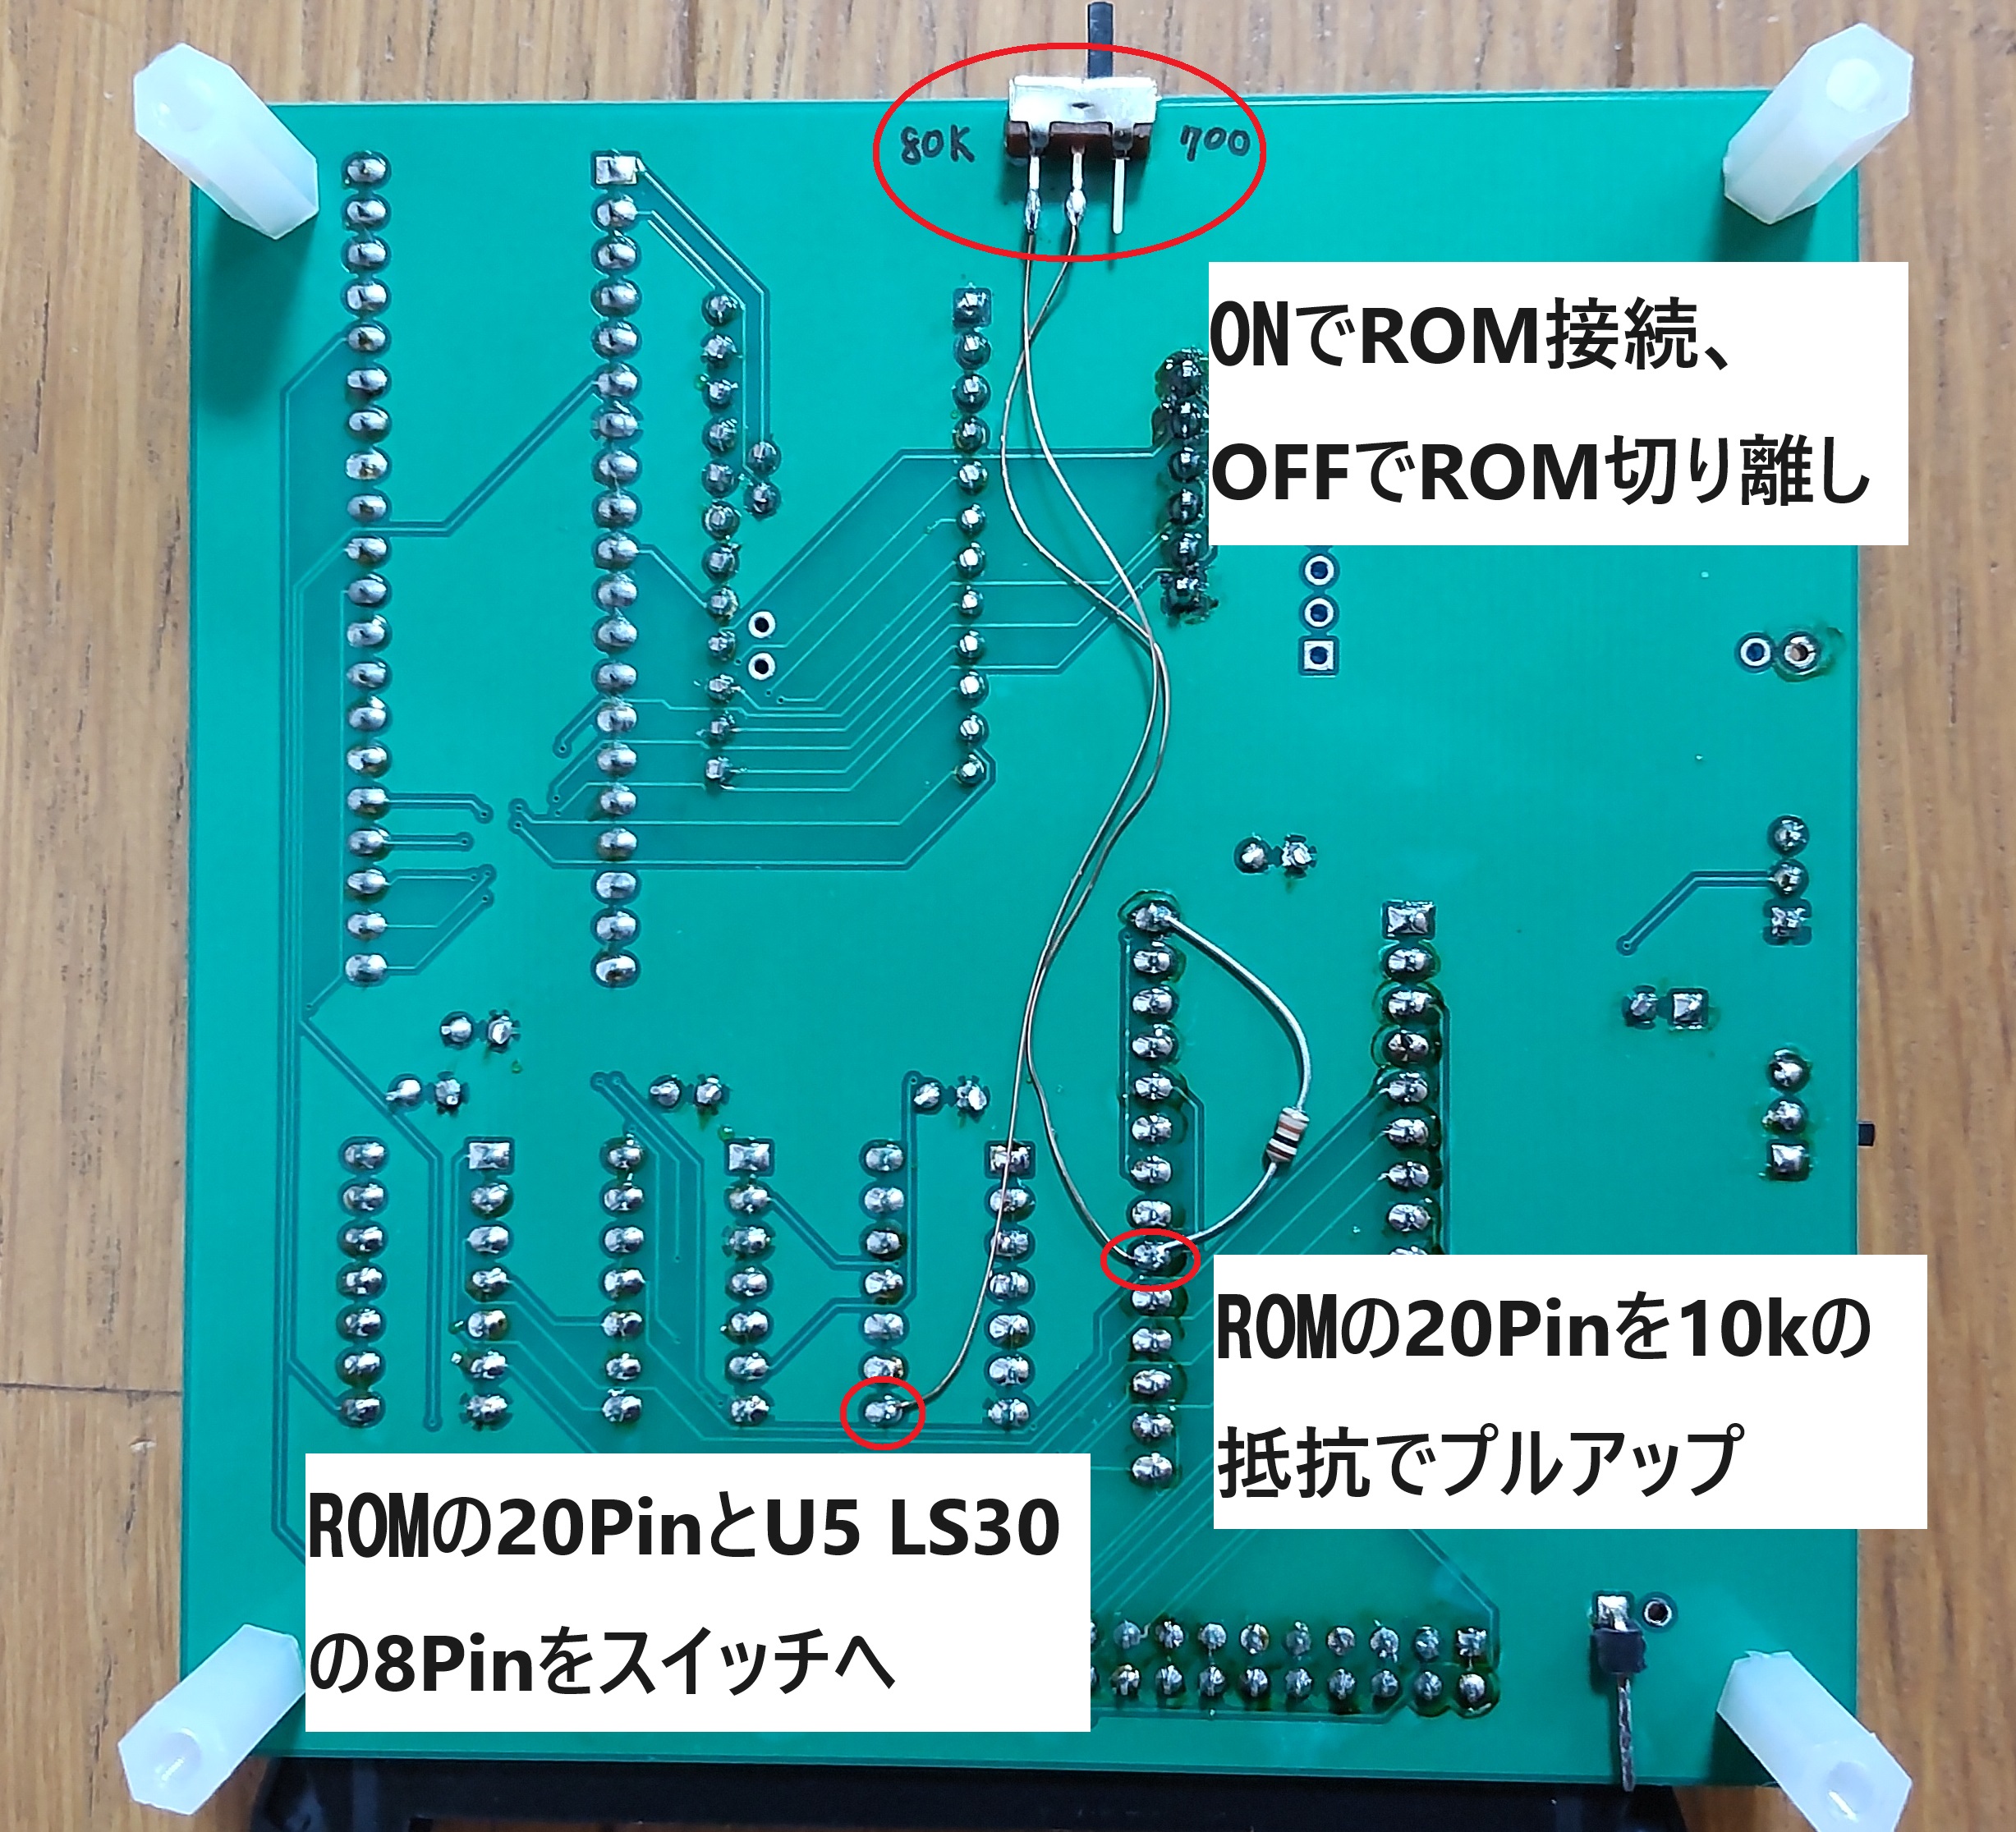 80K 700
ONでROM接続、
OFFでROM切り離し
ROMの20Pinを10kの
抵抗でプルアップ
ROMの20PinとU5 LS30
の8Pinをスイッチへ